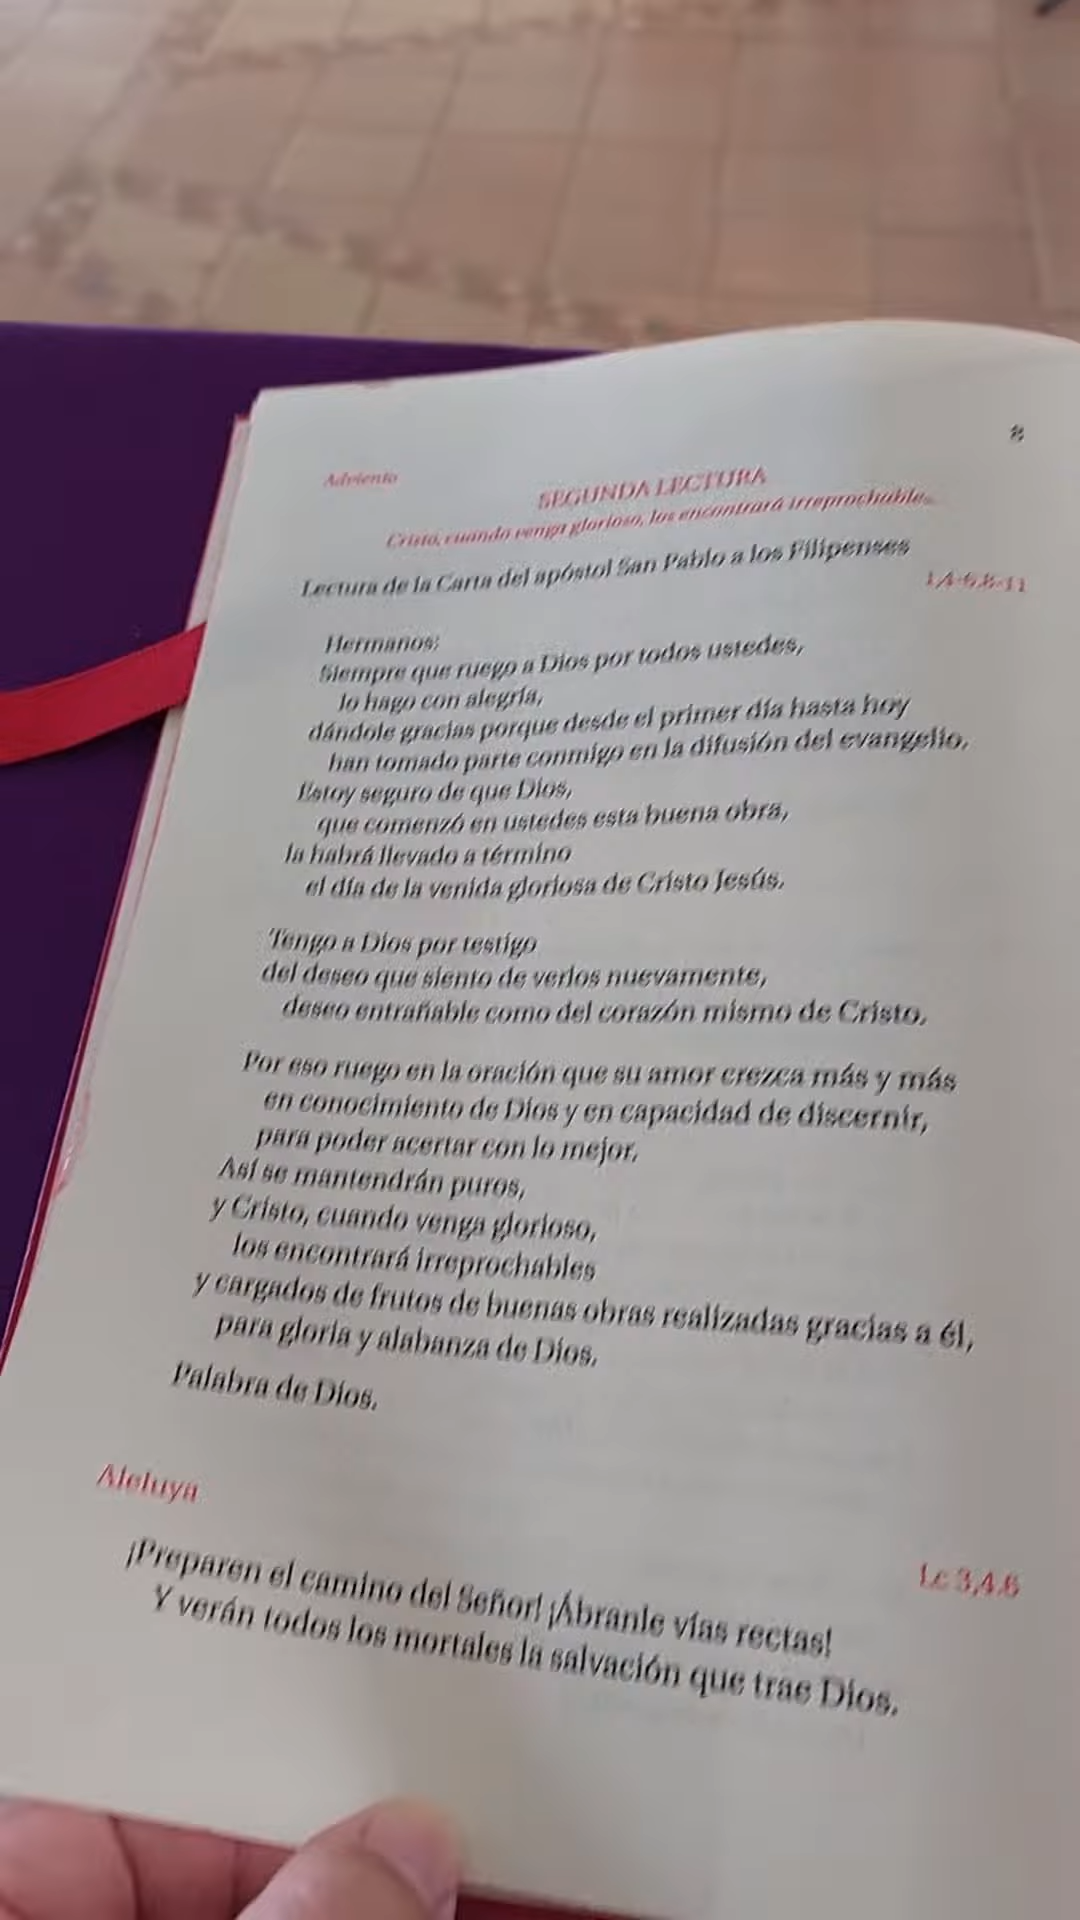 8
Adviento
SEGUNDA LECTURA
Cristo, cuando venga glorioso, los encontrará irreprochables.
Lectura de la Carta del apóstol San Pablo a los Filipenses
1,4-6.8-11
Hermanos:
Siempre que ruego a Dios por todos ustedes,
lo hago con alegría,
dándole gracias porque desde el primer día hasta hoy
han tomado parte conmigo en la difusión del evangelio.
Estoy seguro de que Dios,
que comenzó en ustedes esta buena obra,
la habrá llevado a término
el día de la venida gloriosa de Cristo Jesús.
Tengo a Dios por testigo
del deseo que siento de verlos nuevamente,
deseo entrañable como del corazón mismo de Cristo.
Por eso ruego en la oración que su amor crezca más y más
en conocimiento de Dios y en capacidad de discernir,
para poder acertar con lo mejor.
Así se mantendrán puros,
y Cristo, cuando venga glorioso,
los encontrará irreprochables
y cargados de frutos de buenas obras realizadas gracias a él,
para gloria y alabanza de Dios.
Palabra de Dios.
Aleluya
Lc 3,4.6
¡Preparen el camino del Señor! ¡Ábranle vías rectas!
Y verán todos los mortales la salvación que trae Dios.